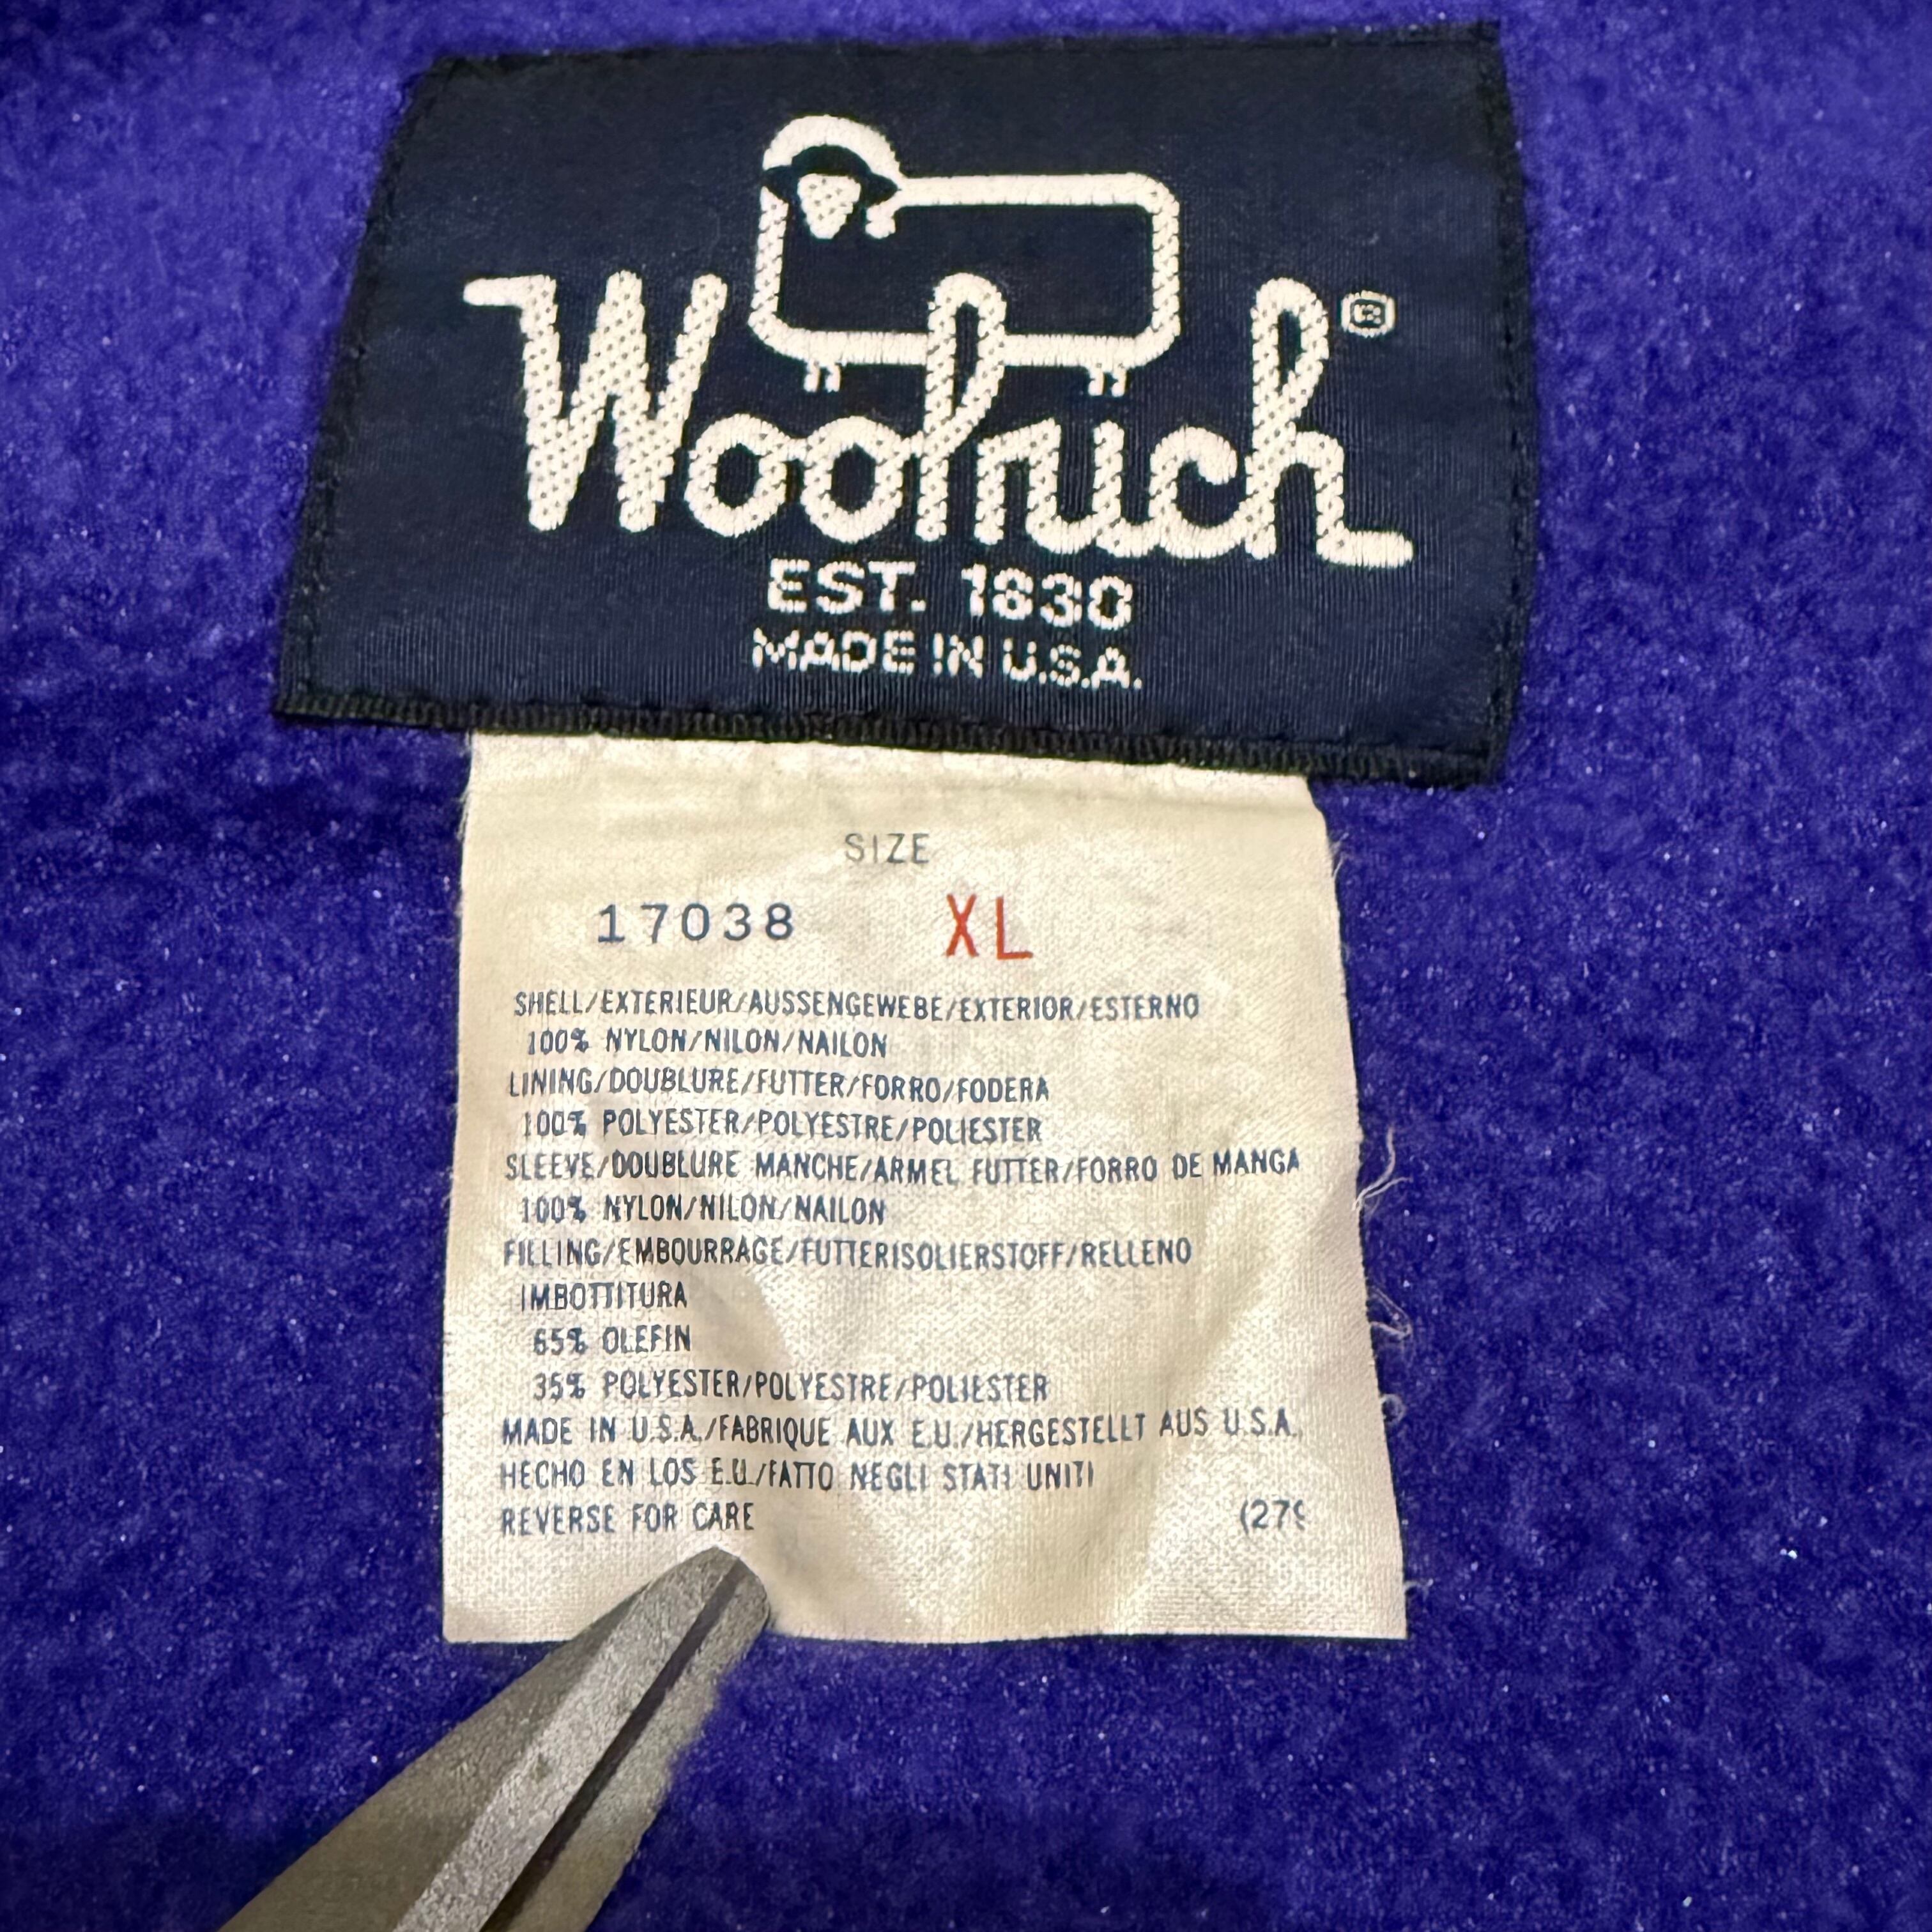 Woolrich®
EST. 1830
MADE IN U.S.A.
SIZE
17038 XL
SHELL/EXTERIEUR/AUSSENGEWEBE/EXTERIOR/ESTERNO
100% NYLON/NILON/NAILON
LINING/DOUBLURE/FUTTER/FORRO/FODERA
100% POLYESTER/POLYESTRE/POLIESTER
SLEEVE/DOUBLURE MANCHE/ARMEL FUTTER/FORRO DE MANGA
100% NYLON/NILON/NAILON
FILLING/EMBOURRAGE/FUTTERISOLIERSTOFF/RELLENO
IMBOTTITURA
65% OLEFIN
35% POLYESTER/POLYESTRE/POLIESTER
MADE IN U.S.A./FABRIQUE AUX E.U./HERGESTELLT AUS U.S.A.
HECHO EN LOS E.U./FATTO NEGLI STATI UNITI
REVERSE FOR CARE